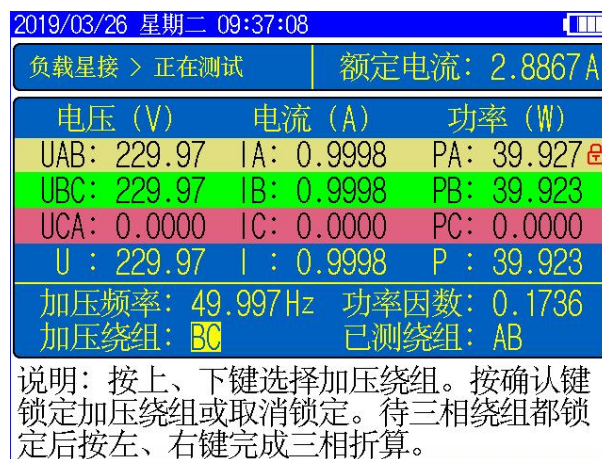 2019/03/26 星期二 09:37:08
负载星接 > 正在测试 额定电流: 2.8867A
电压 (V) 电流 (A) 功率 (W)
UAB: 229.97 IA: 0.9998 PA: 39.927
UBC: 229.97 IB: 0.9998 PB: 39.923
UCA: 0.0000 IC: 0.0000 PC: 0.0000
U : 229.97 I : 0.9998 P : 39.923
加压频率: 49.997Hz 功率因数: 0.1736
加压绕组: BC 已测绕组: AB
说明: 按上、下键选择加压绕组。按确认键
锁定加压绕组或取消锁定。待三相绕组都锁
定后按左、右键完成三相折算。